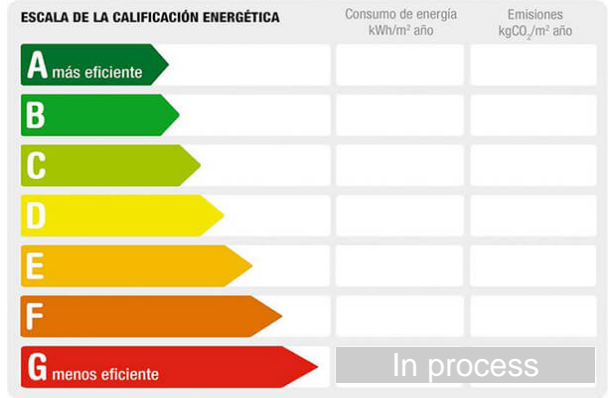 ESCALA DE LA CALIFICACIÓN ENERGÉTICA
Consumo de energía
kWh/m² año
Emisiones
kgCO₂/m² año
A más eficiente
B
C
D
E
F
G menos eficiente
In process